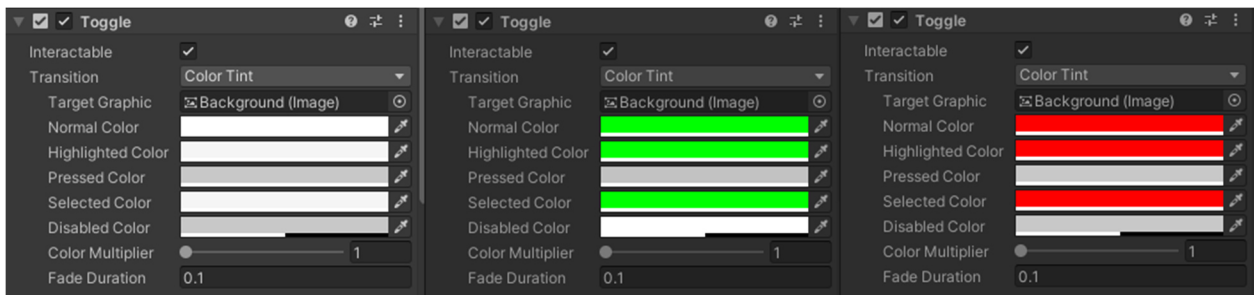 Toggle
Interactable
Transition Color Tint
Target Graphic Background (Image)
Normal Color
Highlighted Color
Pressed Color
Selected Color
Disabled Color
Color Multiplier 1
Fade Duration 0.1
Toggle
Interactable
Transition Color Tint
Target Graphic Background (Image)
Normal Color
Highlighted Color
Pressed Color
Selected Color
Disabled Color
Color Multiplier 1
Fade Duration 0.1
Toggle
Interactable
Transition Color Tint
Target Graphic Background (Image)
Normal Color
Highlighted Color
Pressed Color
Selected Color
Disabled Color
Color Multiplier 1
Fade Duration 0.1